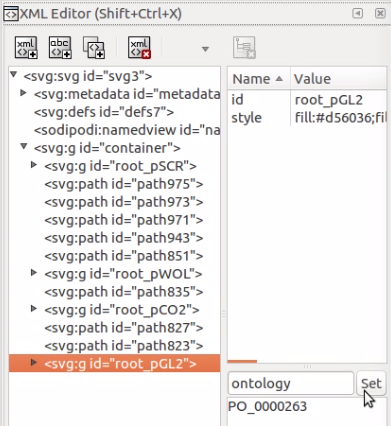 XML Editor (Shift+Ctrl+X)
xml abc xml
Name Value
<svg:svg id="svg3">
<svg:metadata id="metadata
<svg:defs id="defs7">
<sodipodi:namedview id="na
<svg:g id="container">
<svg:g id="root_pSCR">
<svg:path id="path975">
<svg:path id="path973">
<svg:path id="path971">
<svg:path id="path943">
<svg:path id="path851">
<svg:g id="root_pWOL">
<svg:path id="path835">
<svg:g id="root_pCO2">
<svg:path id="path827">
<svg:path id="path823">
<svg:g id="root_pGL2">
id root_pGL2
style fill:#d56036;fil
ontology Set
PO_0000263